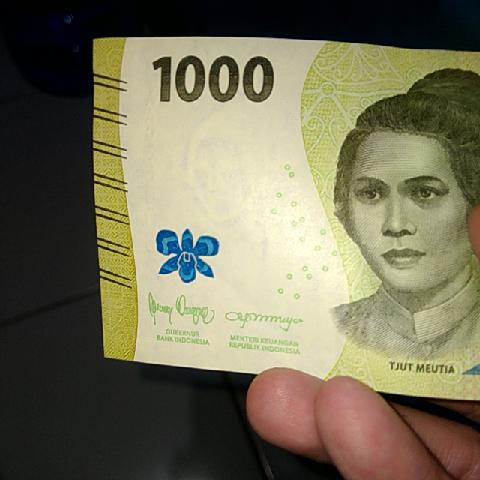 1000
GUBERNUR
BANK INDONESIA
MENTERI KEUANGAN
REPUBLIK INDONESIA
TJUT MEUTIA